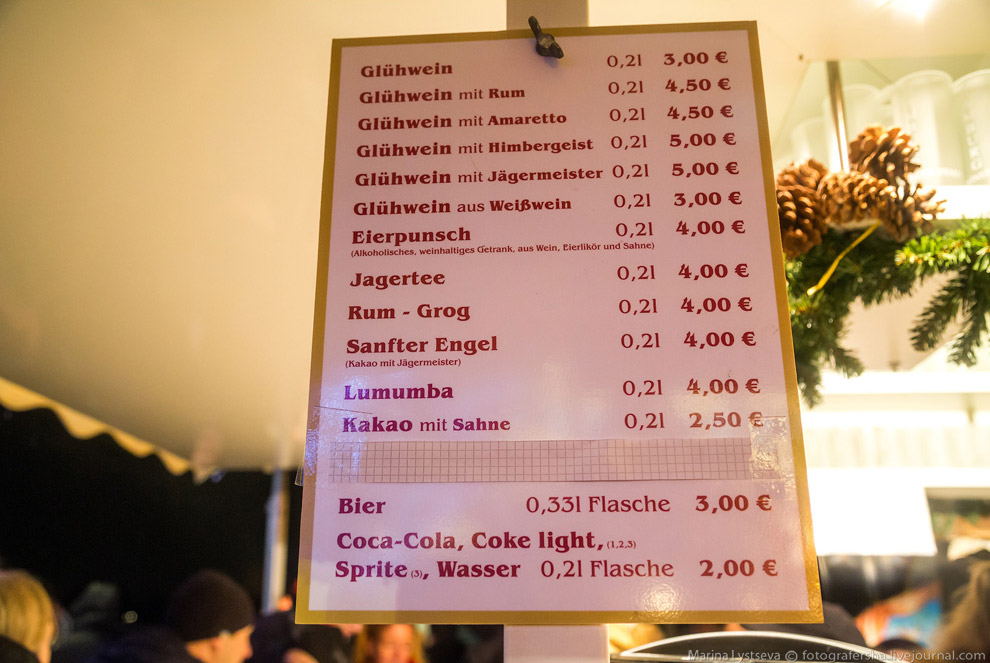 Glühwein 0,2l 3,00 €
Glühwein mit Rum 0,2l 4,50 €
Glühwein mit Amaretto 0,2l 4,50 €
Glühwein mit Himbergeist 0,2l 5,00 €
Glühwein mit Jägermeister 0,2l 5,00 €
Glühwein aus Weißwein 0,2l 3,00 €
Eierpunsch 0,2l 4,00 €
(Alkoholisches, weinhaltiges Getrank, aus Wein, Eierlikör und Sahne)
Jagertee 0,2l 4,00 €
Rum - Grog 0,2l 4,00 €
Sanfter Engel 0,2l 4,00 €
(Kakao mit Jägermeister)
Lumumba 0,2l 4,00 €
Kakao mit Sahne 0,2l 2,50 €
Bier 0,33l Flasche 3,00 €
Coca-Cola, Coke light, (1,2,3)
Sprite (3), Wasser 0,2l Flasche 2,00 €
Marina Lystseva © fotografersha.livejournal.com